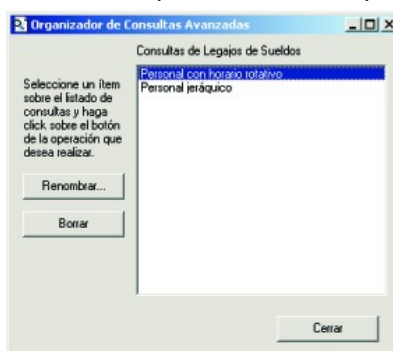 Organizador de Consultas Avanzadas
Consultas de Legajos de Sueldos
Seleccione un ítem
sobre el listado de
consultas y haga
click sobre el botón
de la operación que
desea realizar.
Personal con horario rotativo
Personal jeráquico
Renombrar...
Borrar
Cerrar